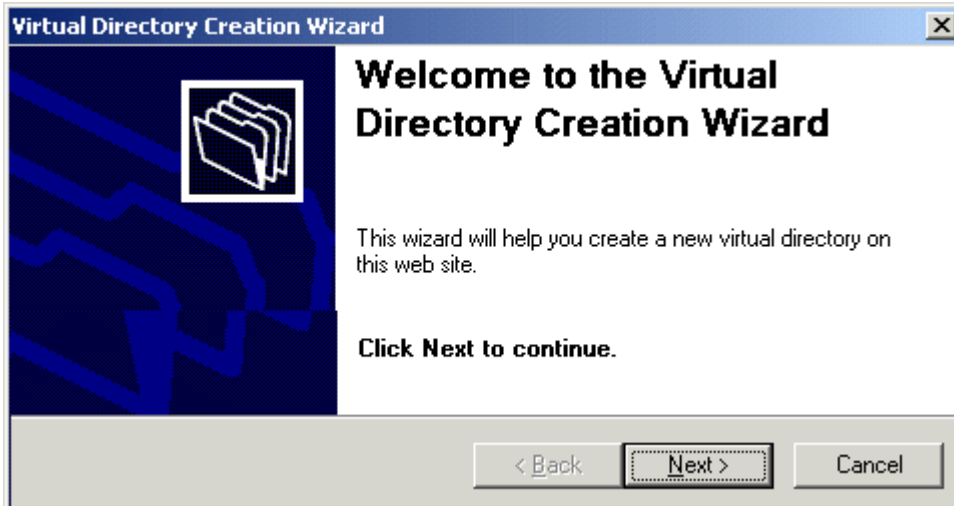 Virtual Directory Creation Wizard
Welcome to the Virtual
Directory Creation Wizard
This wizard will help you create a new virtual directory on
this web site.
Click Next to continue.
< Back
Next >
Cancel